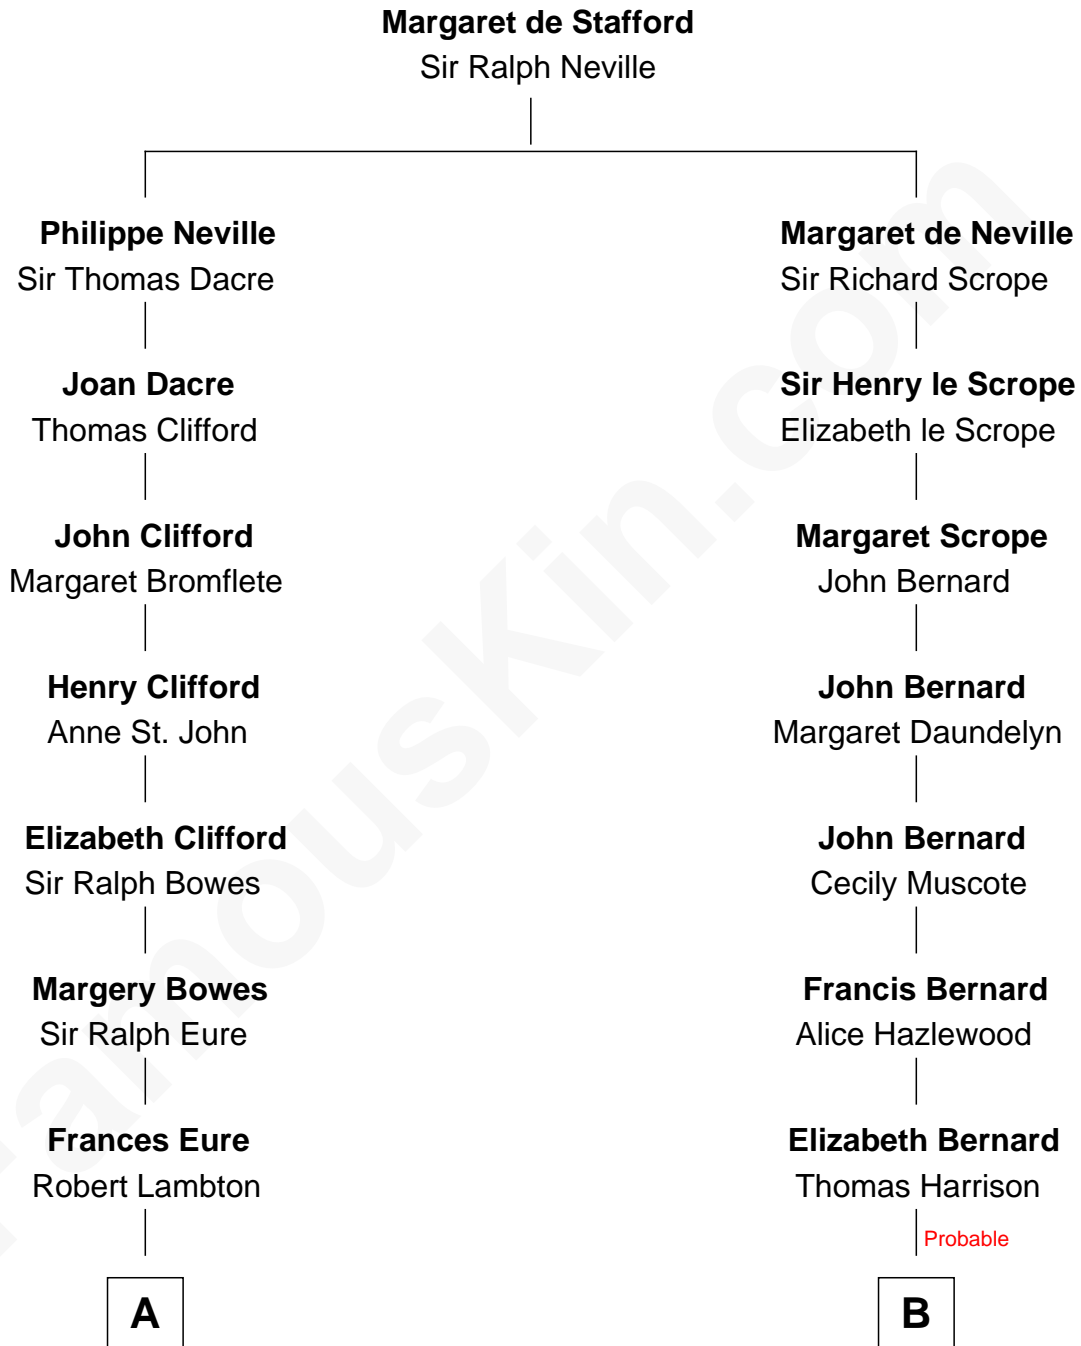 Margaret de Stafford
Sir Ralph Neville
Philippe Neville
Sir Thomas Dacre
Margaret de Neville
Sir Richard Scrope
Joan Dacre
Thomas Clifford
Sir Henry le Scrope
Elizabeth le Scrope
John Clifford
Margaret Bromflete
Margaret Scrope
John Bernard
Henry Clifford
Anne St. John
John Bernard
Margaret Daundelyn
Elizabeth Clifford
Sir Ralph Bowes
John Bernard
Cecily Muscote
Margery Bowes
Sir Ralph Eure
Francis Bernard
Alice Hazlewood
Frances Eure
Robert Lambton
Elizabeth Bernard
Thomas Harrison
Probable
A
B
FamousKin.com